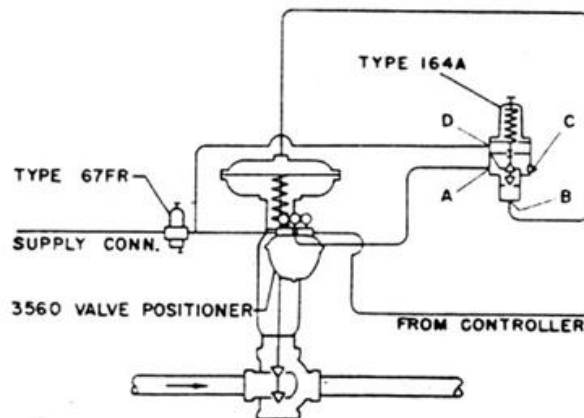 TYPE 164A
D
C
TYPE 67FR
A
B
SUPPLY CONN.
3560 VALVE POSITIONER
FROM CONTROLLER